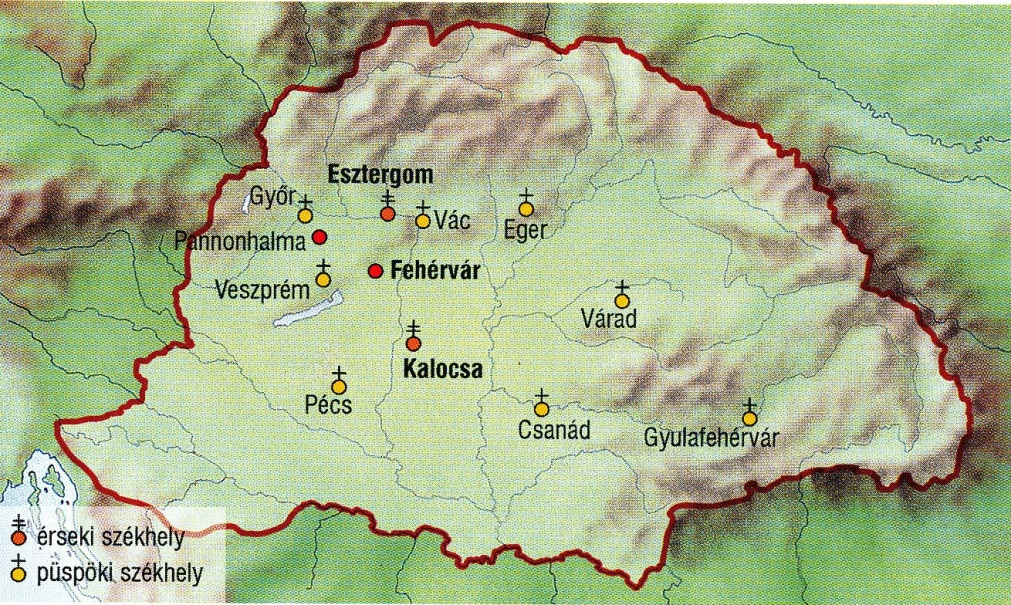 Esztergom
Győr
Vác
Eger
Pannonhalma
Fehérvár
Veszprém
Várad
Kalocsa
Pécs
Csanád
Gyulafehérvár
érseki székhely
püspöki székhely